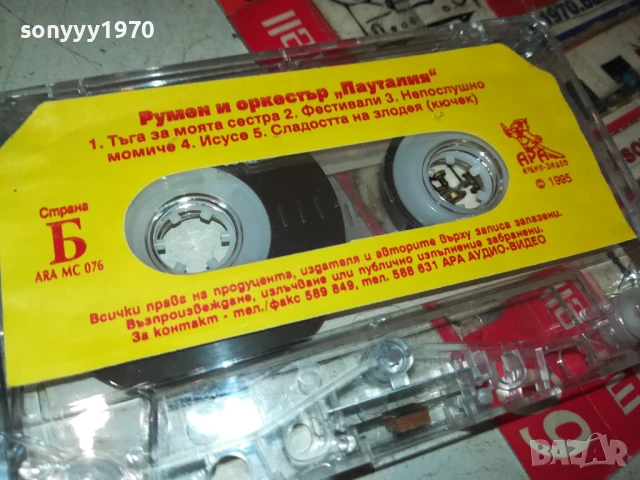 sonyyy1970
Румен и оркестър „Пауталия“
1. Тъга за моята сестра 2. Фестивали 3. Непослушно
момиче 4. Исусе 5. Сладостта на злодея (кючек)
АРА
АУДИО-ВИДЕО
© 1995
Страна
Б
ARA MC 076
Всички права на продуцента, издателя и авторите върху записа запазени.
Възпроизвеждане, излъчване или публично изпълнение забранени.
За контакт - тел./факс 589 849, тел. 588 631 АРА АУДИО-ВИДЕО
BAZAR